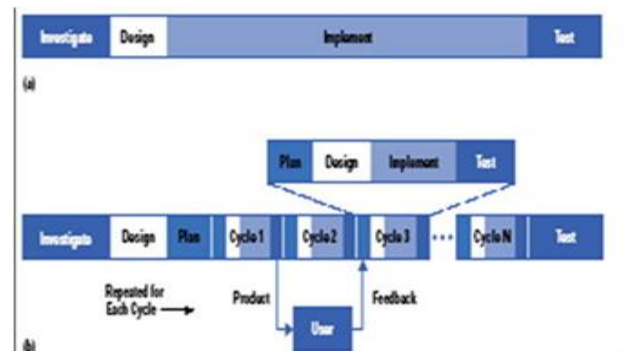 Investigate Design Implement Test
(a)
Plan Design Implement Test
Investigate Design Plan Cycle 1 Cycle 2 Cycle 3 Cycle N Test
Repeated for
Each Cycle
Product
User
Feedback
(b)